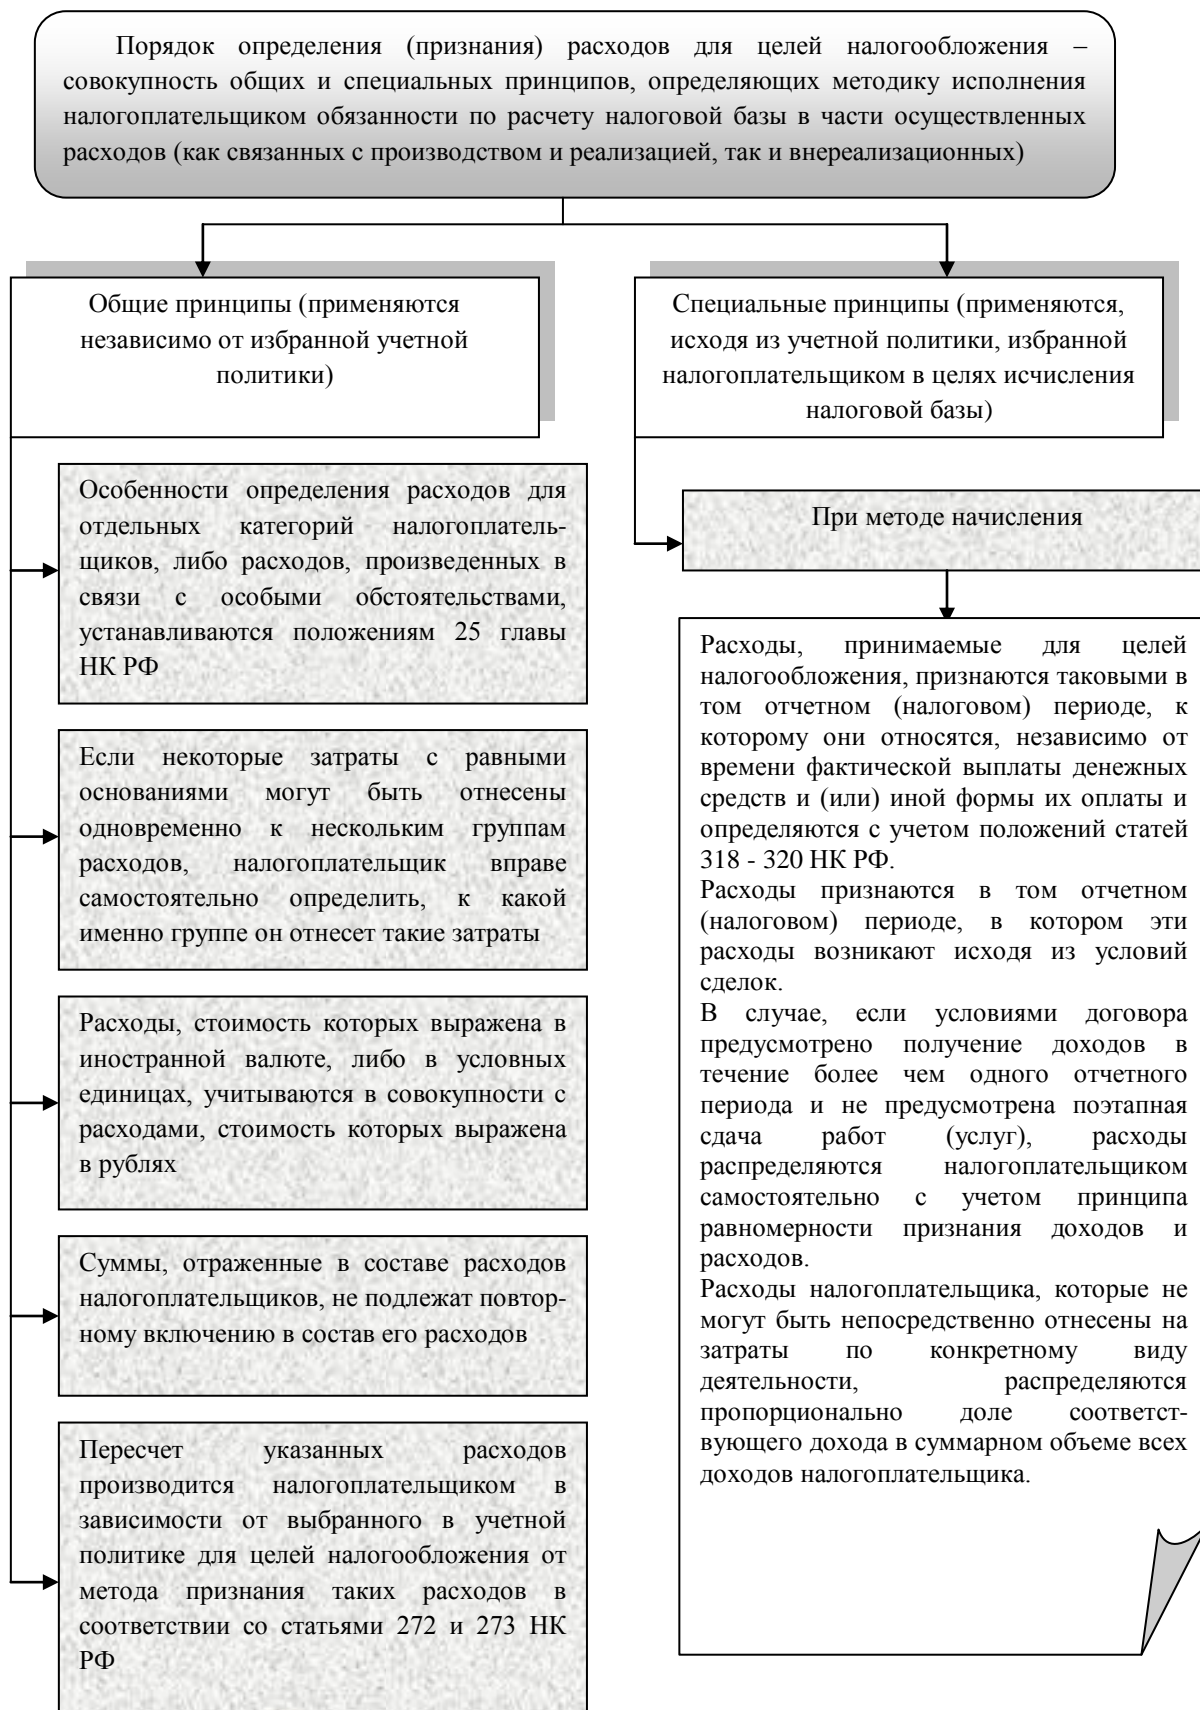 Порядок определения (признания) расходов для целей налогообложения –
совокупность общих и специальных принципов, определяющих методику исполнения
налогоплательщиком обязанности по расчету налоговой базы в части осуществленных
расходов (как связанных с производством и реализацией, так и внереализационных)
Общие принципы (применяются
независимо от избранной учетной
политики)
Особенности определения расходов для
отдельных категорий налогоплатель-
щиков, либо расходов, произведенных в
связи с особыми обстоятельствами,
устанавливаются положениям 25 главы
НК РФ
Если некоторые затраты с равными
основаниями могут быть отнесены
одновременно к нескольким группам
расходов, налогоплательщик вправе
самостоятельно определить, к какой
именно группе он отнесет такие затраты
Расходы, стоимость которых выражена в
иностранной валюте, либо в условных
единицах, учитываются в совокупности с
расходами, стоимость которых выражена
в рублях
Суммы, отраженные в составе расходов
налогоплательщиков, не подлежат повтор-
ному включению в состав его расходов
Пересчет указанных расходов
производится налогоплательщиком в
зависимости от выбранного в учетной
политике для целей налогообложения от
метода признания таких расходов в
соответствии со статьями 272 и 273 НК
РФ
Специальные принципы (применяются,
исходя из учетной политики, избранной
налогоплательщиком в целях исчисления
налоговой базы)
При методе начисления
Расходы, принимаемые для целей
налогообложения, признаются таковыми в
том отчетном (налоговом) периоде, к
которому они относятся, независимо от
времени фактической выплаты денежных
средств и (или) иной формы их оплаты и
определяются с учетом положений статей
318 - 320 НК РФ.
Расходы признаются в том отчетном
(налоговом) периоде, в котором эти
расходы возникают исходя из условий
сделок.
В случае, если условиями договора
предусмотрено получение доходов в
течение более чем одного отчетного
периода и не предусмотрена поэтапная
сдача работ (услуг), расходы
распределяются налогоплательщиком
самостоятельно с учетом принципа
равномерности признания доходов и
расходов.
Расходы налогоплательщика, которые не
могут быть непосредственно отнесены на
затраты по конкретному виду
деятельности, распределяются
пропорционально доле соответст-
вующего дохода в суммарном объеме всех
доходов налогоплательщика.